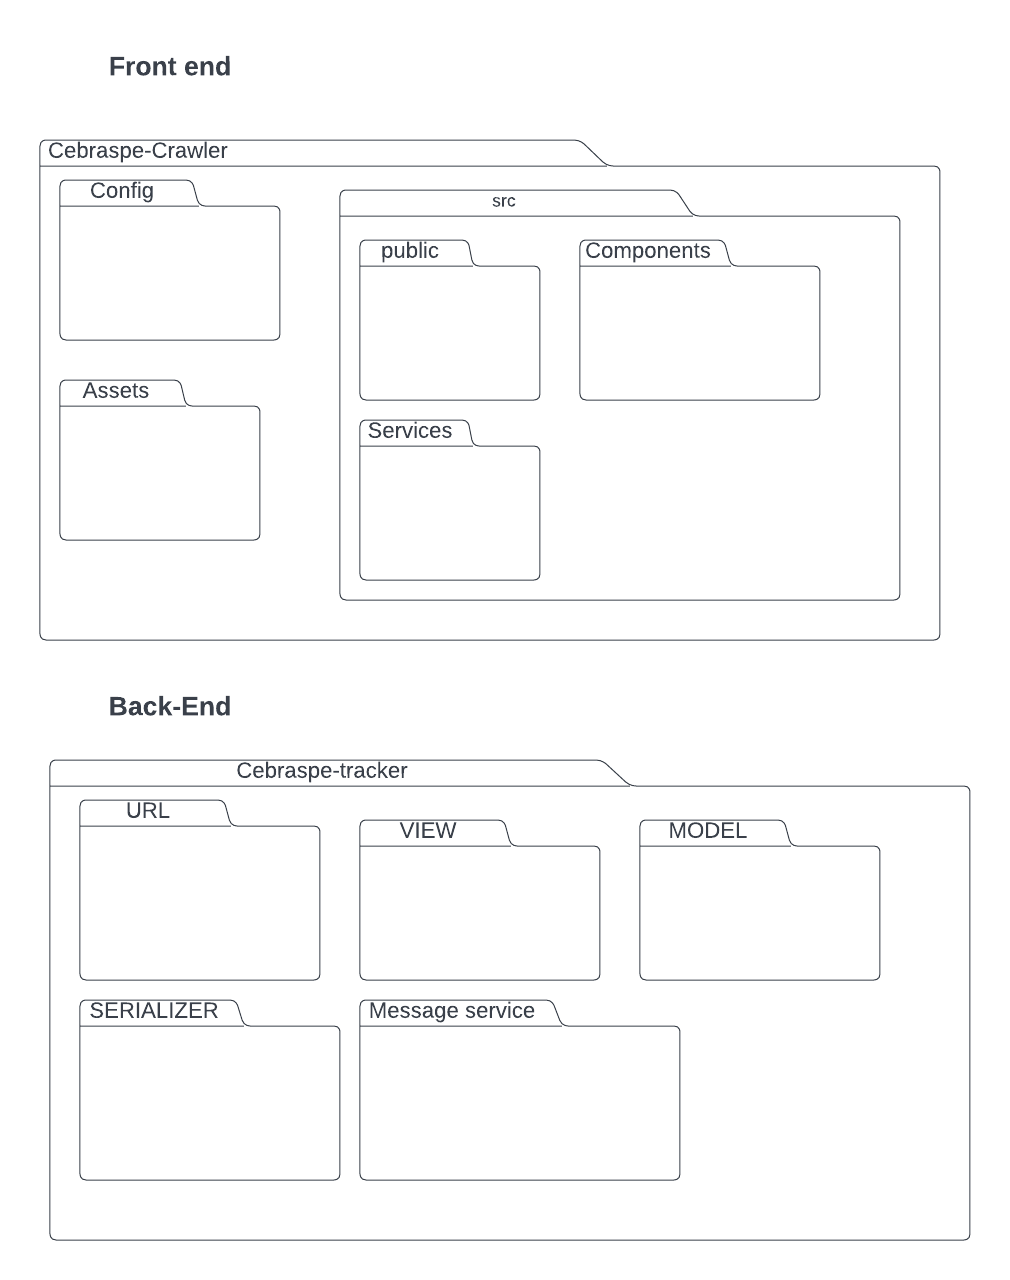 Front end
Cebraspe-Crawler
Config
src
public
Components
Assets
Services
Back-End
Cebraspe-tracker
URL
VIEW
MODEL
SERIALIZER
Message service